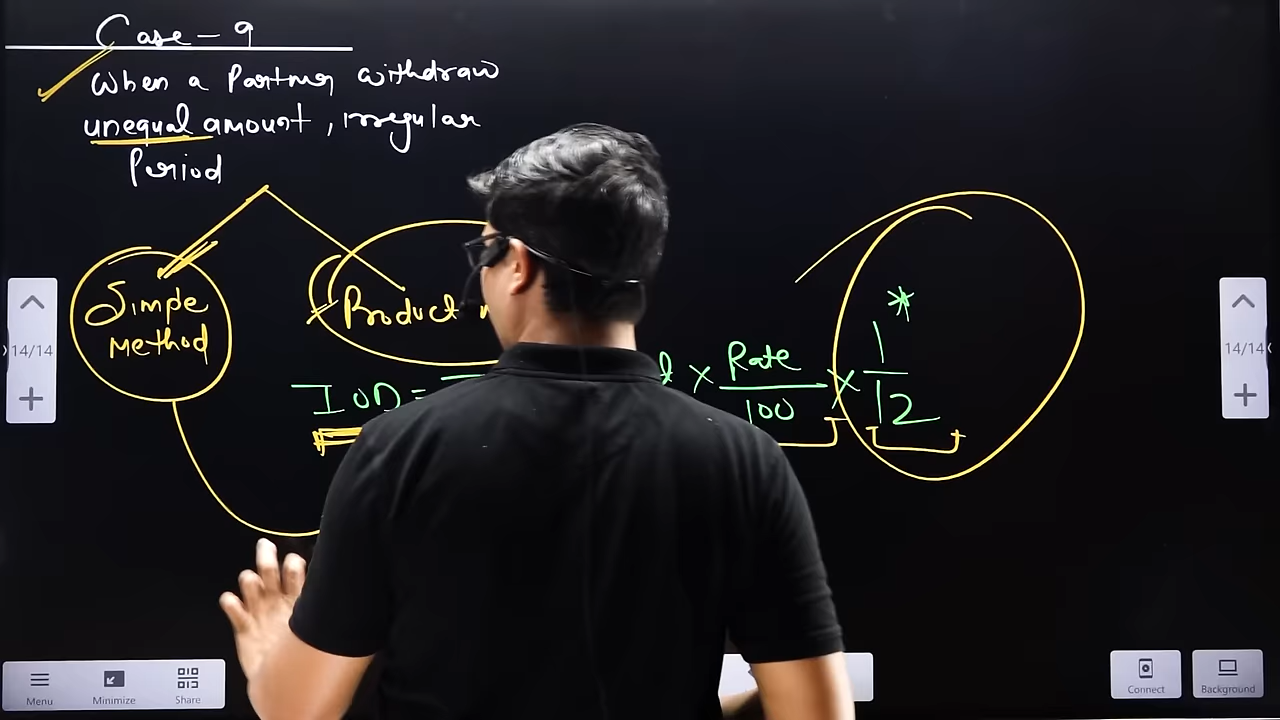 Case - 9
When a Partner withdraw
unequal amount, irregular
Period
Simple
method
Product
IOD =
× Rate / 100 × 1 / 12 *
14/14
14/14
Menu
Minimize
Share
Connect
Background